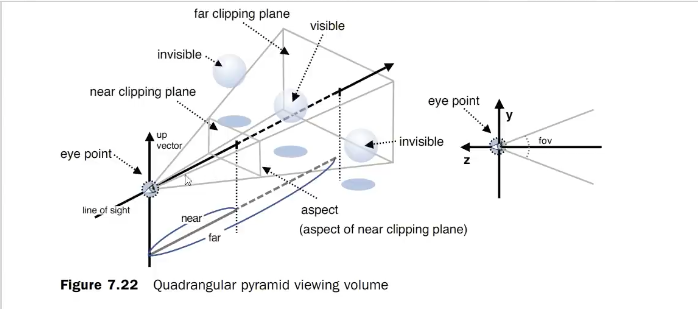 far clipping plane
visible
invisible
near clipping plane
eye point
up
vector
eye point
y
fov
z
invisible
line of sight
near
far
aspect
(aspect of near clipping plane)
Figure 7.22 Quadrangular pyramid viewing volume